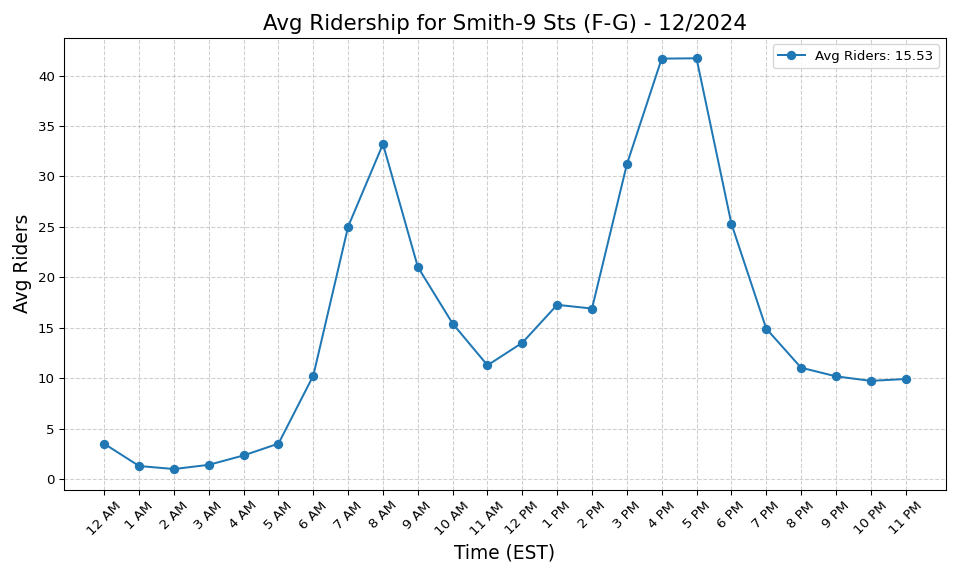 Avg Ridership for Smith-9 Sts (F-G) - 12/2024
Avg Riders: 15.53
Avg Riders
40
35
30
25
20
15
10
5
0
12 AM
1 AM
2 AM
3 AM
4 AM
5 AM
6 AM
7 AM
8 AM
9 AM
10 AM
11 AM
12 PM
1 PM
2 PM
3 PM
4 PM
5 PM
6 PM
7 PM
8 PM
9 PM
10 PM
11 PM
Time (EST)